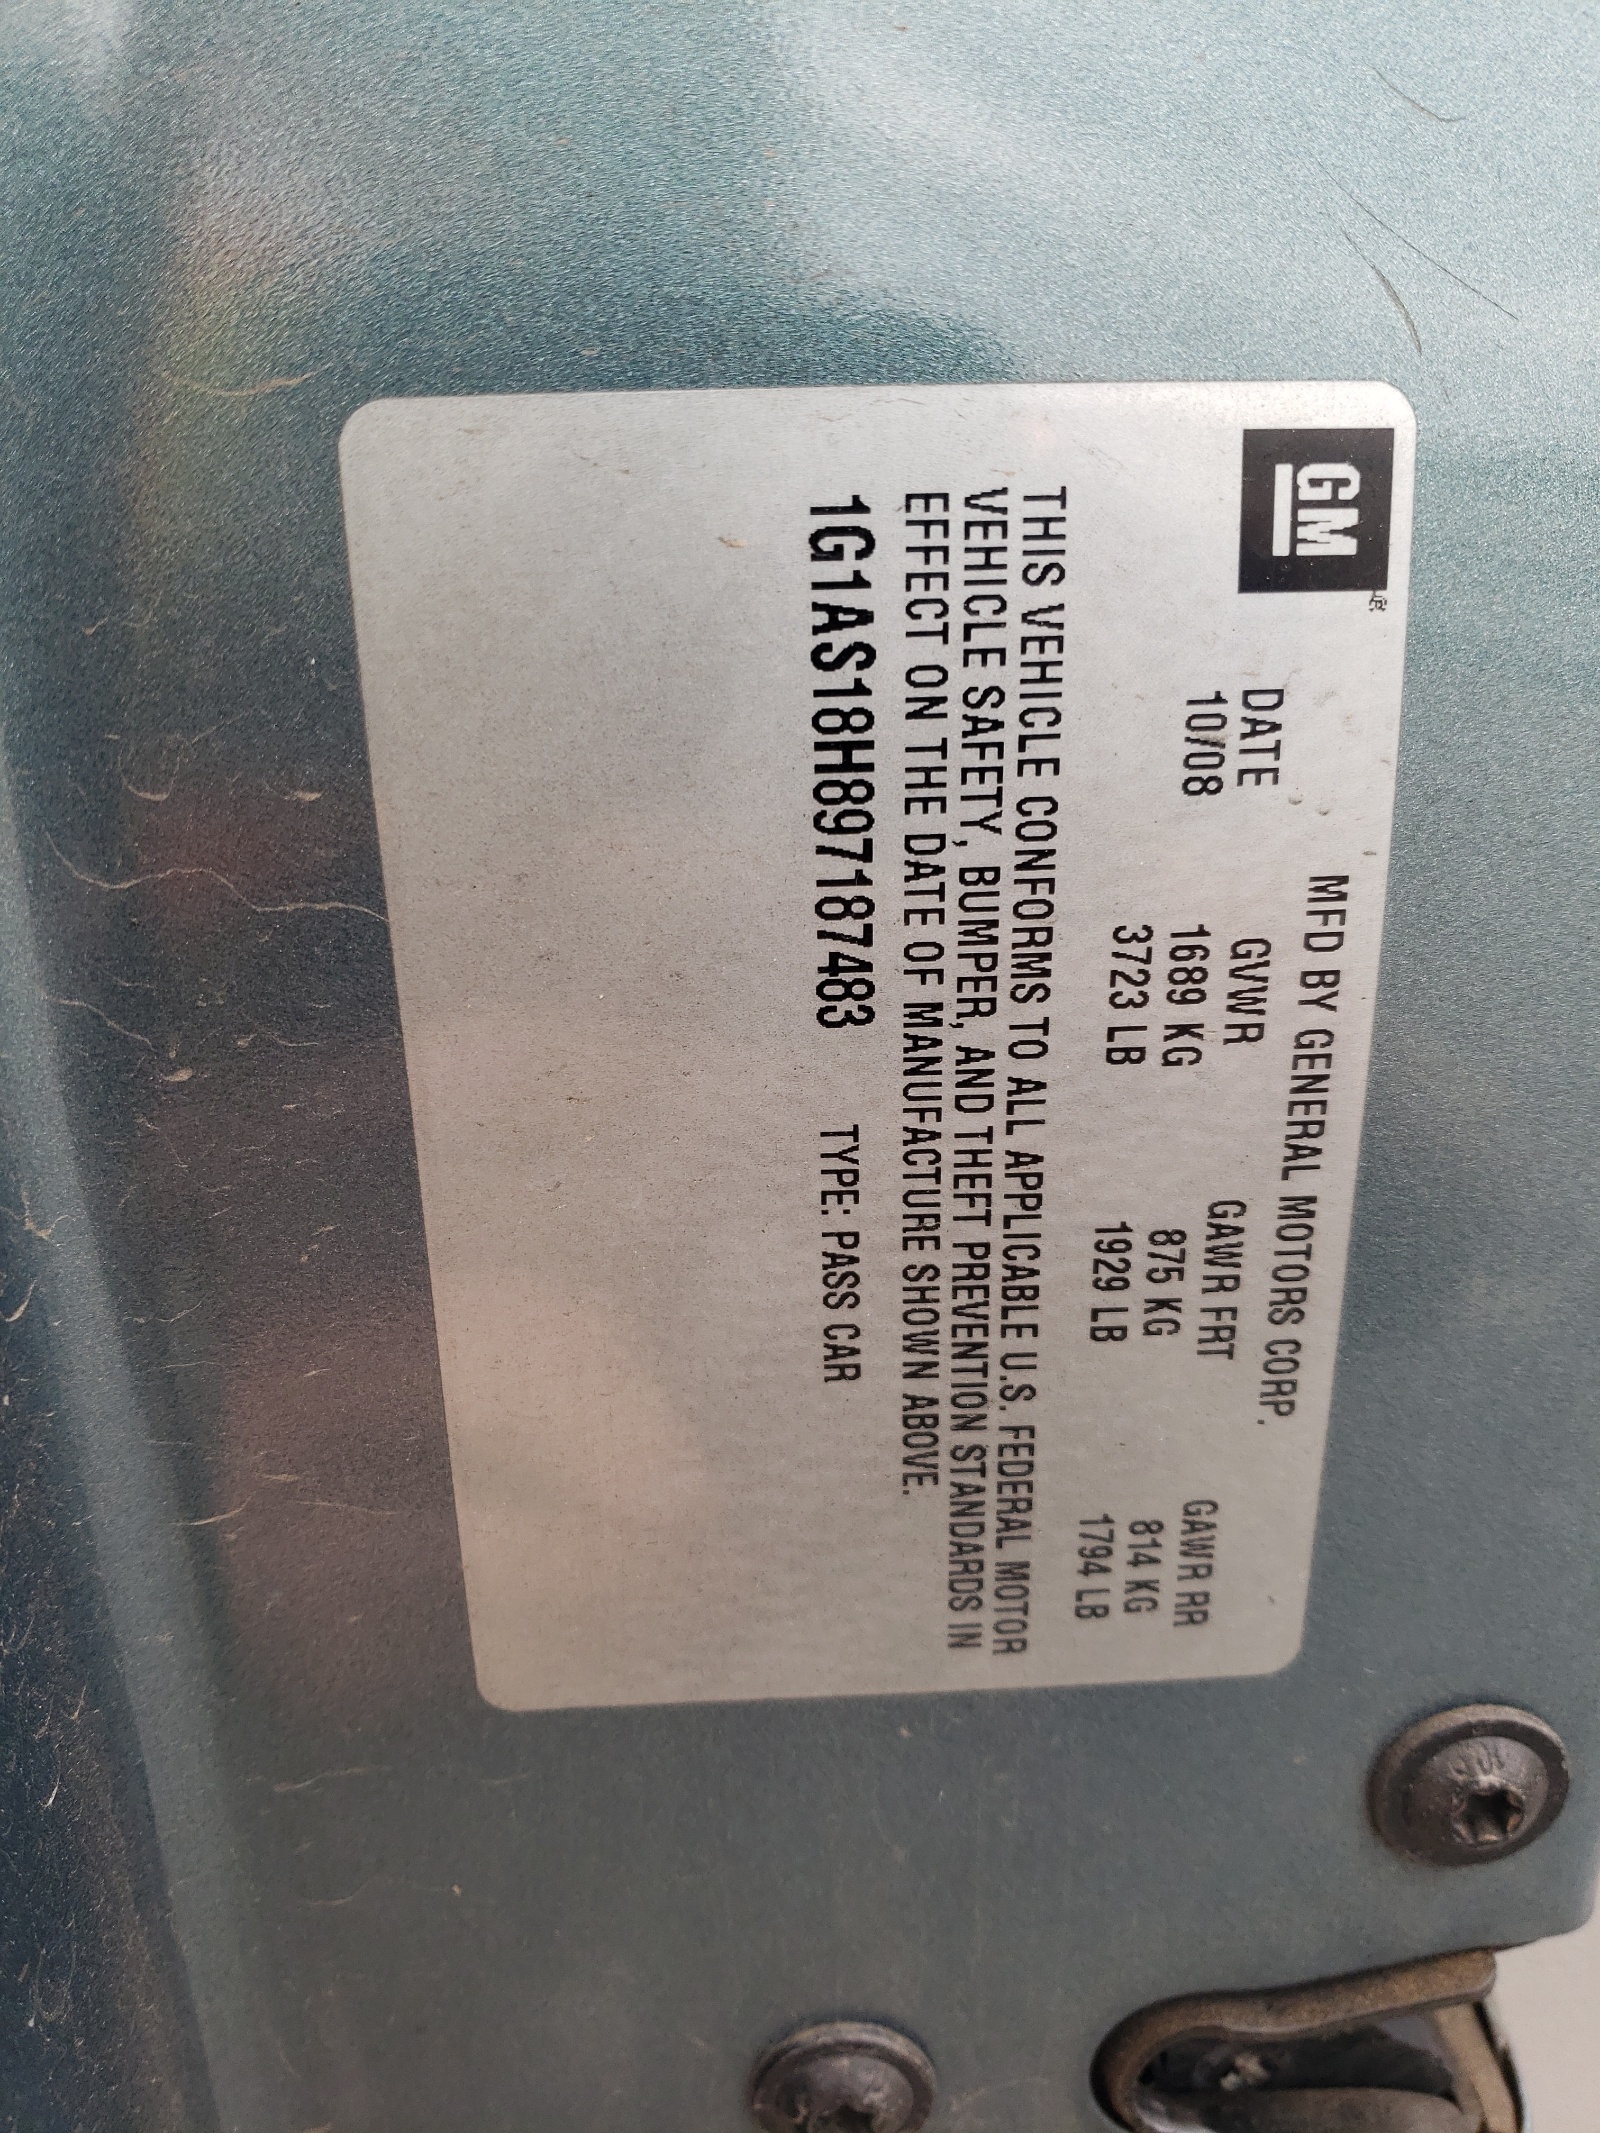 GM
MFD BY GENERAL MOTORS CORP.
DATE GVWR GAWR FRT GAWR RR
10/08 1689 KG 875 KG 814 KG
3723 LB 1929 LB 1794 LB
THIS VEHICLE CONFORMS TO ALL APPLICABLE U.S. FEDERAL MOTOR
VEHICLE SAFETY, BUMPER, AND THEFT PREVENTION STANDARDS IN
EFFECT ON THE DATE OF MANUFACTURE SHOWN ABOVE.
1G1AS18H897187483 TYPE: PASS CAR